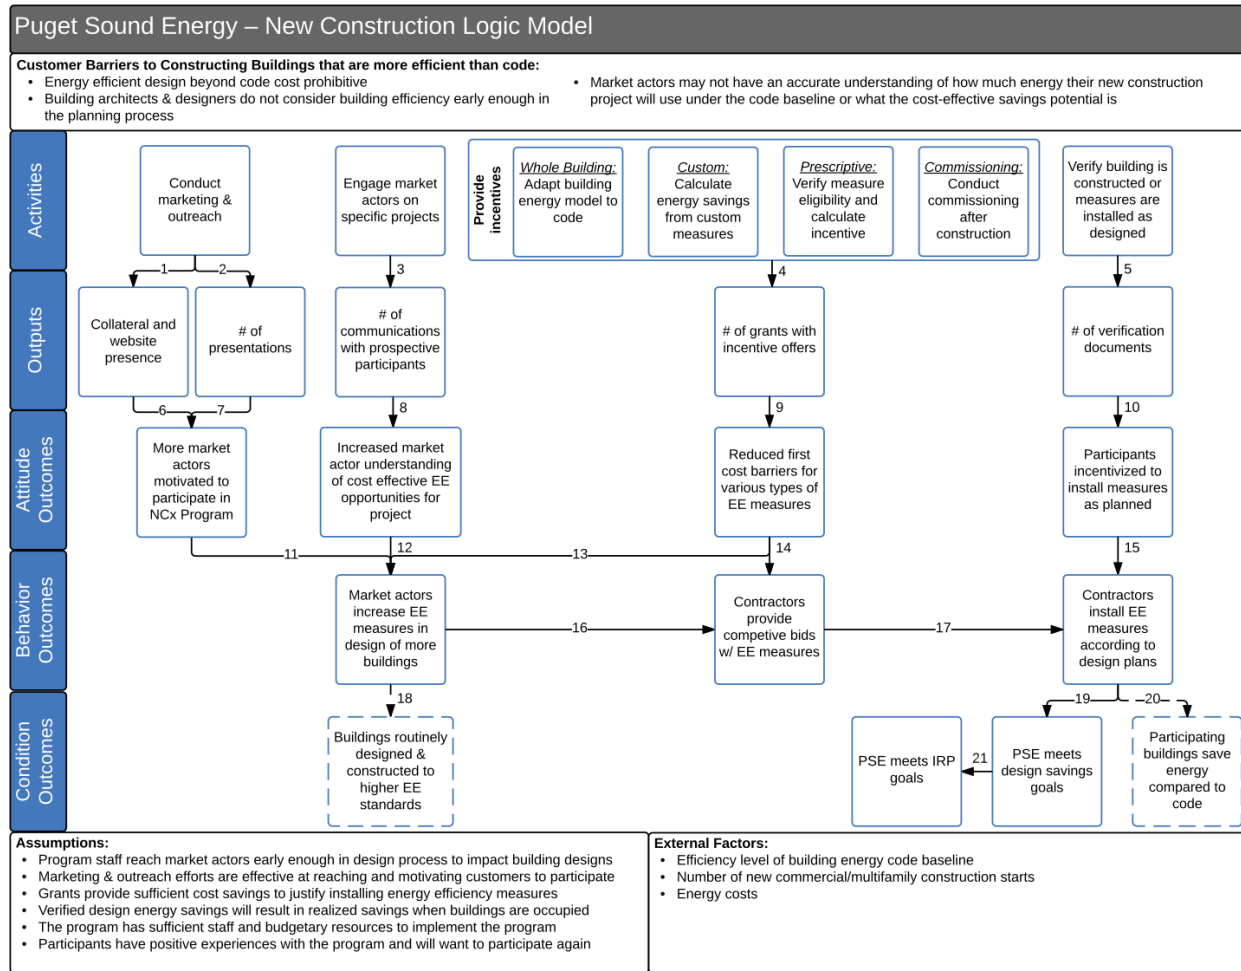 Puget Sound Energy – New Construction Logic Model
Customer Barriers to Constructing Buildings that are more efficient than code:
• Energy efficient design beyond code cost prohibitive
• Building architects & designers do not consider building efficiency early enough in
the planning process
• Market actors may not have an accurate understanding of how much energy their new construction
project will use under the code baseline or what the cost-effective savings potential is
Activities
Conduct
marketing &
outreach
Engage market
actors on
specific projects
Provide
incentives
Whole Building:
Adapt building
energy model to
code
Custom:
Calculate
energy savings
from custom
measures
Prescriptive:
Verify measure
eligibility and
calculate
incentive
Commissioning:
Conduct
commissioning
after
construction
Verify building is
constructed or
measures are
installed as
designed
1
2
3
4
5
Outputs
Collateral and
website
presence
# of
presentations
# of
communications
with prospective
participants
# of grants with
incentive offers
# of verification
documents
6
7
8
9
10
Attitude
Outcomes
More market
actors
motivated to
participate in
NCx Program
Increased market
actor understanding
of cost effective EE
opportunities for
project
Reduced first
cost barriers for
various types of
EE measures
Participants
incentivized to
install measures
as planned
11
12
13
14
15
Behavior
Outcomes
Market actors
increase EE
measures in
design of more
buildings
16
Contractors
provide
competive bids
w/ EE measures
17
Contractors
install EE
measures
according to
design plans
18
19
20
Condition
Outcomes
Buildings routinely
designed &
constructed to
higher EE
standards
PSE meets IRP
goals
21
PSE meets
design savings
goals
Participating
buildings save
energy
compared to
code
Assumptions:
• Program staff reach market actors early enough in design process to impact building designs
• Marketing & outreach efforts are effective at reaching and motivating customers to participate
• Grants provide sufficient cost savings to justify installing energy efficiency measures
• Verified design energy savings will result in realized savings when buildings are occupied
• The program has sufficient staff and budgetary resources to implement the program
• Participants have positive experiences with the program and will want to participate again
External Factors:
• Efficiency level of building energy code baseline
• Number of new commercial/multifamily construction starts
• Energy costs